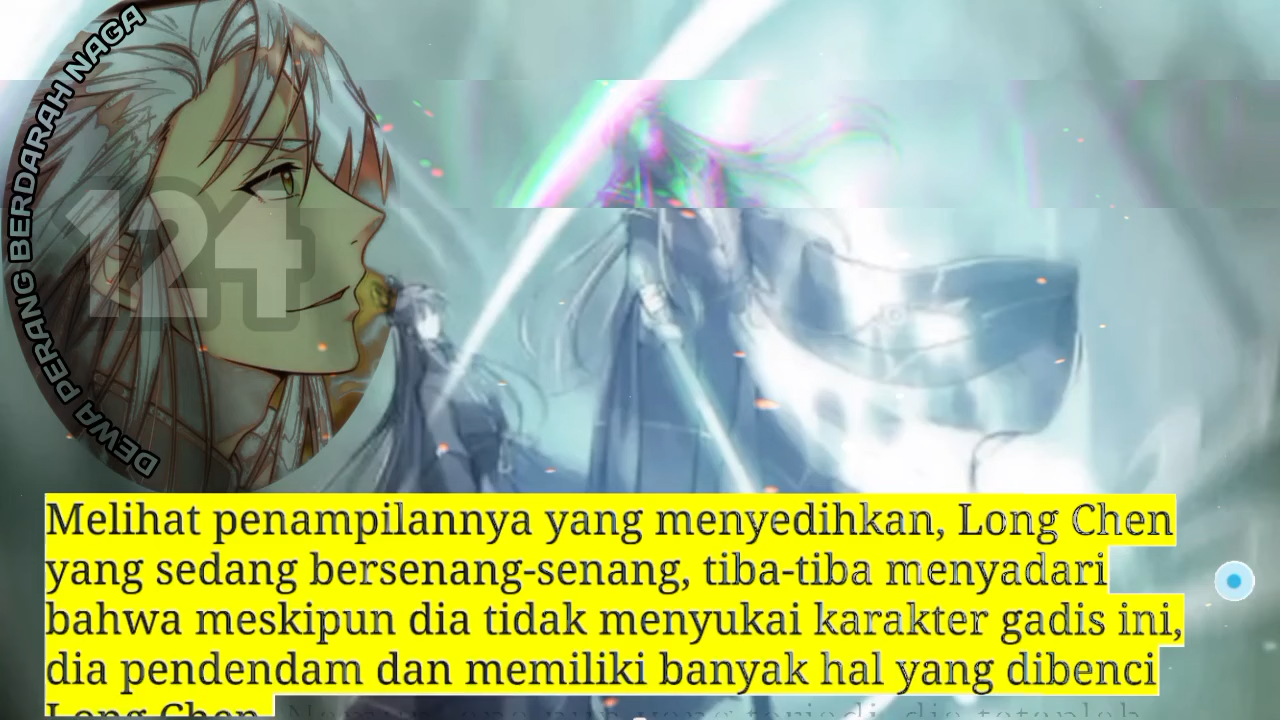 DEWA PERANG BERDARAH NAGA
124
Melihat penampilannya yang menyedihkan, Long Chen
yang sedang bersenang-senang, tiba-tiba menyadari
bahwa meskipun dia tidak menyukai karakter gadis ini,
dia pendendam dan memiliki banyak hal yang dibenci
Long Chen.